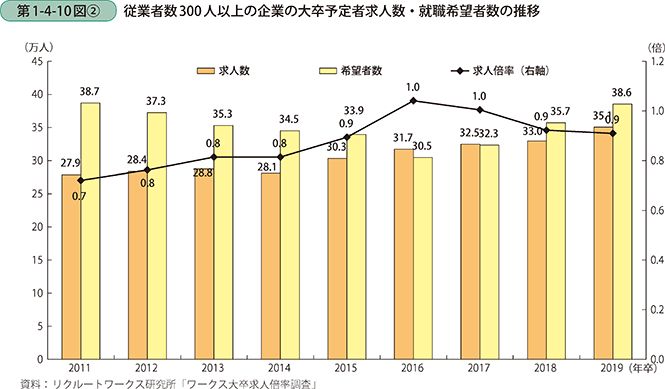 第1-4-10図② 従業者数300人以上の企業の大卒予定者求人数・就職希望者数の推移
(万人) (倍)
求人数 希望者数 求人倍率（右軸）
45 40 35 30 25 20 15 10 5 0
1.2 1.0 0.8 0.6 0.4 0.2 0.0
27.9 28.4 28.8 28.1 30.3 31.7 32.5 33.0
38.7 37.3 35.3 34.5 33.9 30.5 32.3 35.7 38.6
0.7 0.8 0.8 0.8 0.9 1.0 1.0 0.9 0.9
2011 2012 2013 2014 2015 2016 2017 2018 2019 (年卒)
資料：リクルートワークス研究所「ワークス大卒求人倍率調査」